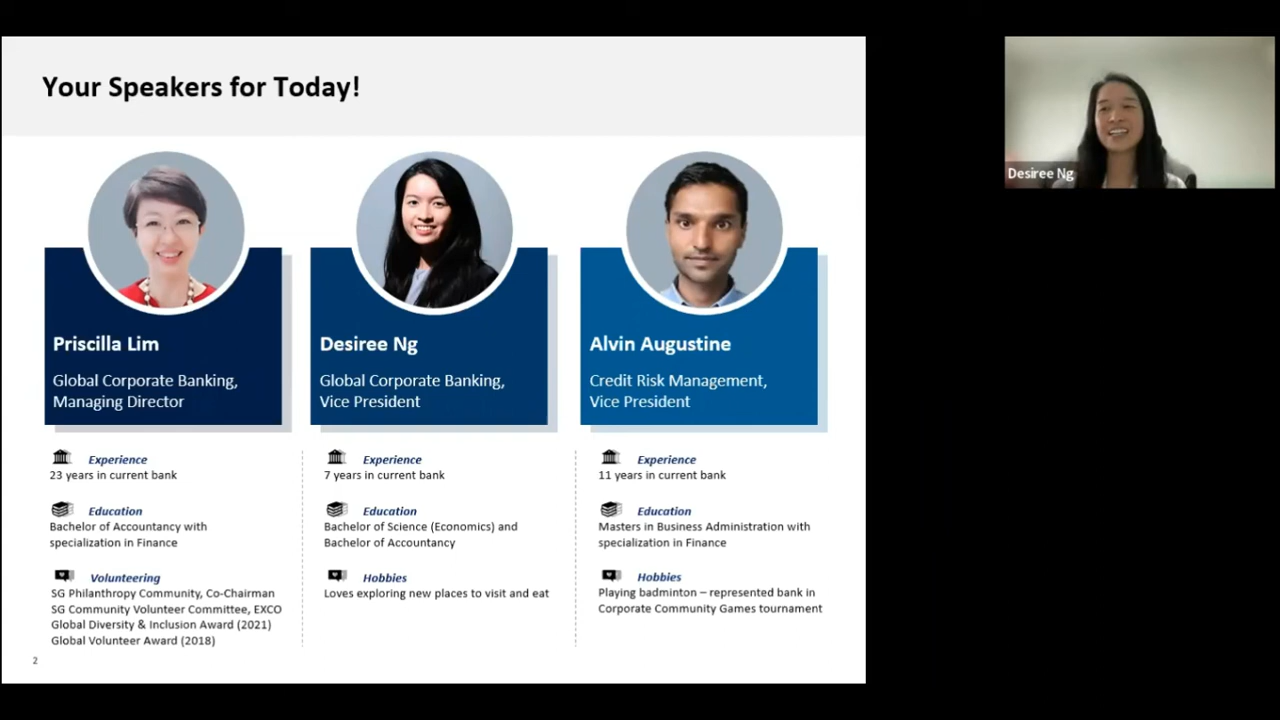 Your Speakers for Today!
Desiree Ng
Priscilla Lim
Global Corporate Banking,
Managing Director
Experience
23 years in current bank
Education
Bachelor of Accountancy with
specialization in Finance
Volunteering
SG Philanthropy Community, Co-Chairman
SG Community Volunteer Committee, EXCO
Global Diversity & Inclusion Award (2021)
Global Volunteer Award (2018)
Desiree Ng
Global Corporate Banking,
Vice President
Experience
7 years in current bank
Education
Bachelor of Science (Economics) and
Bachelor of Accountancy
Hobbies
Loves exploring new places to visit and eat
Alvin Augustine
Credit Risk Management,
Vice President
Experience
11 years in current bank
Education
Masters in Business Administration with
specialization in Finance
Hobbies
Playing badminton – represented bank in
Corporate Community Games tournament
2